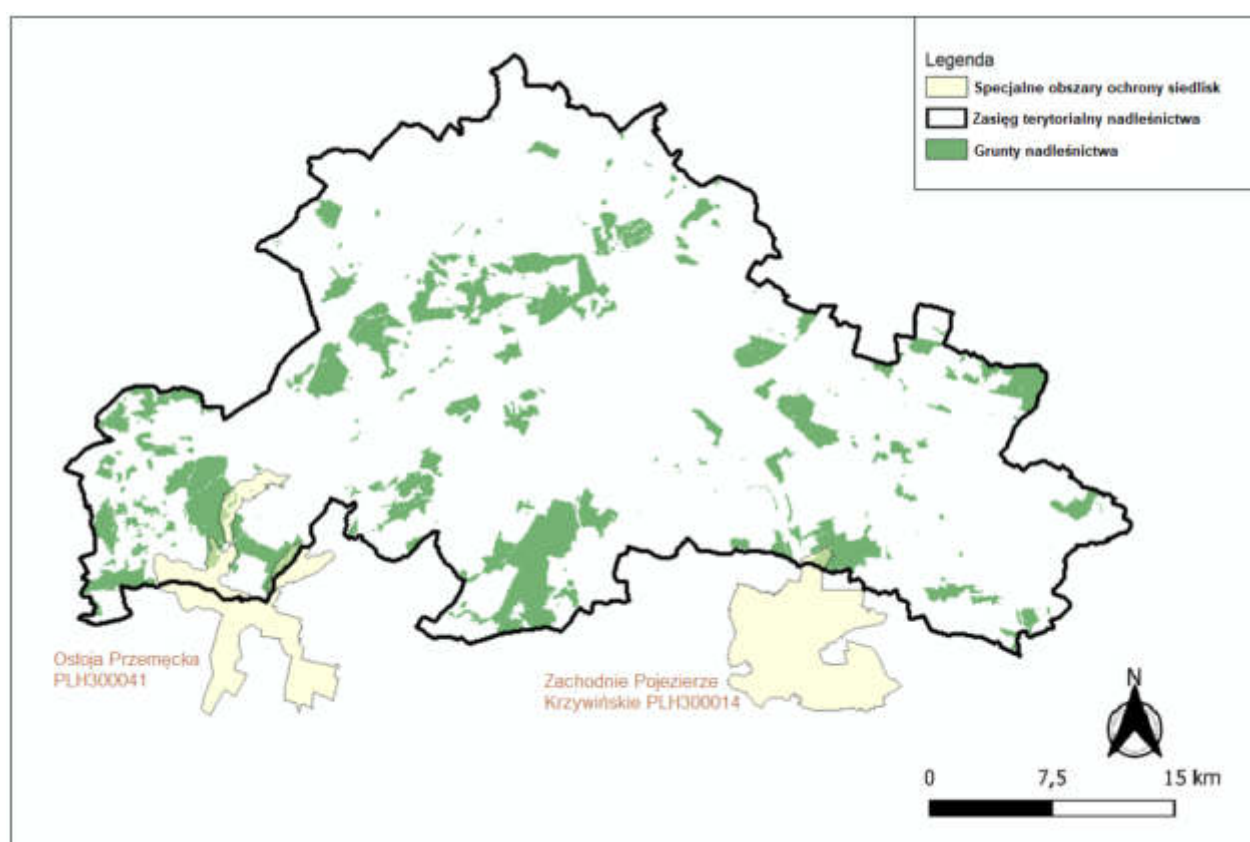 Legenda
Specjalne obszary ochrony siedlisk
Zasięg terytorialny nadleśnictwa
Grunty nadleśnictwa
Ostoja Przemęcka
PLH300041
Zachodnie Pojezierze
Krzywińskie PLH300014
N
0 7,5 15 km